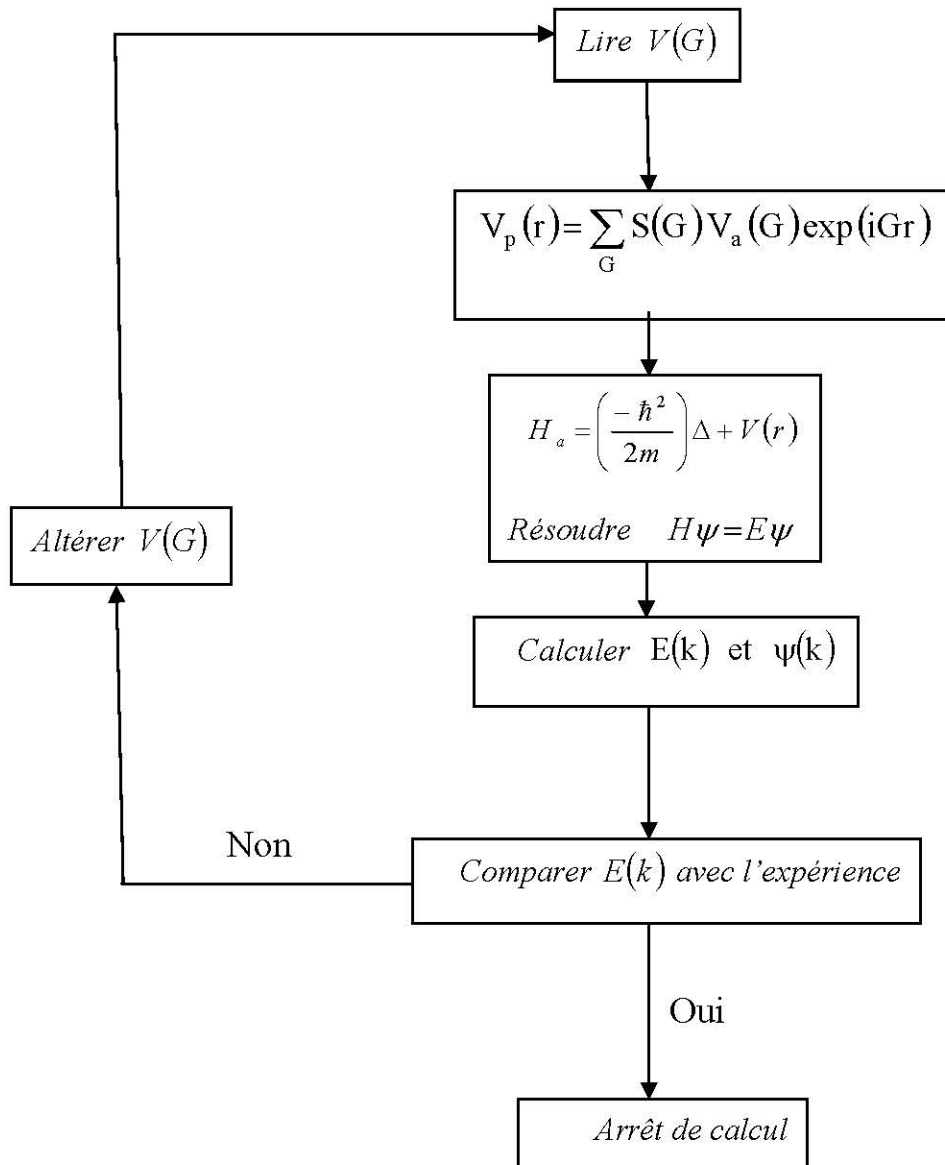 Lire V(G)
V_p(r)=∑_G S(G)V_a(G)exp(iGr)
H_a=(-ħ²/2m)Δ+V(r)
Résoudre Hψ=Eψ
Altérer V(G)
Calculer E(k) et ψ(k)
Non
Comparer E(k) avec l'expérience
Oui
Arrêt de calcul